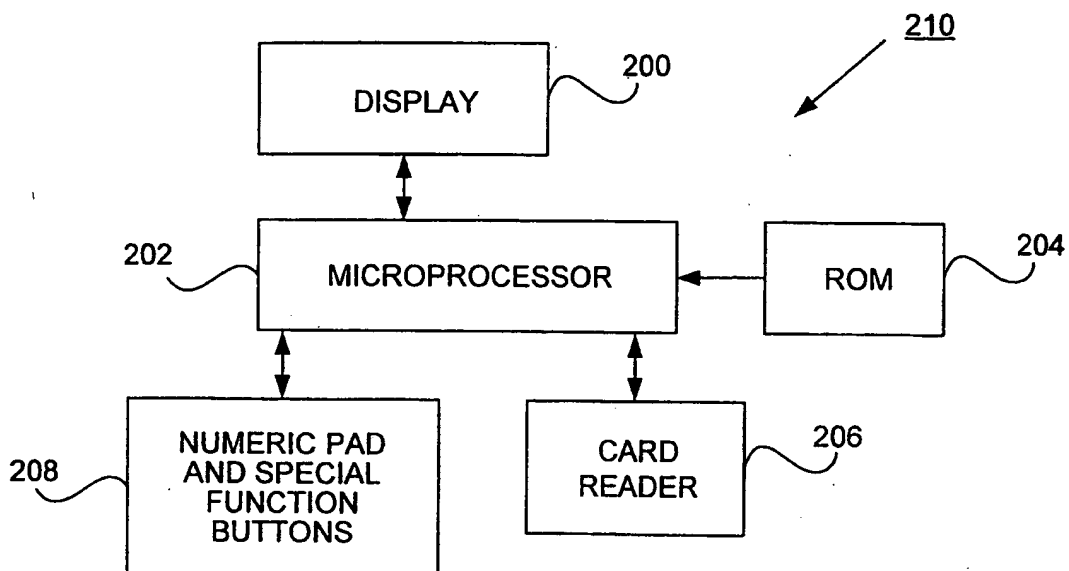 210
DISPLAY
200
202
MICROPROCESSOR
ROM
204
NUMERIC PAD
AND SPECIAL
FUNCTION
BUTTONS
208
CARD
READER
206